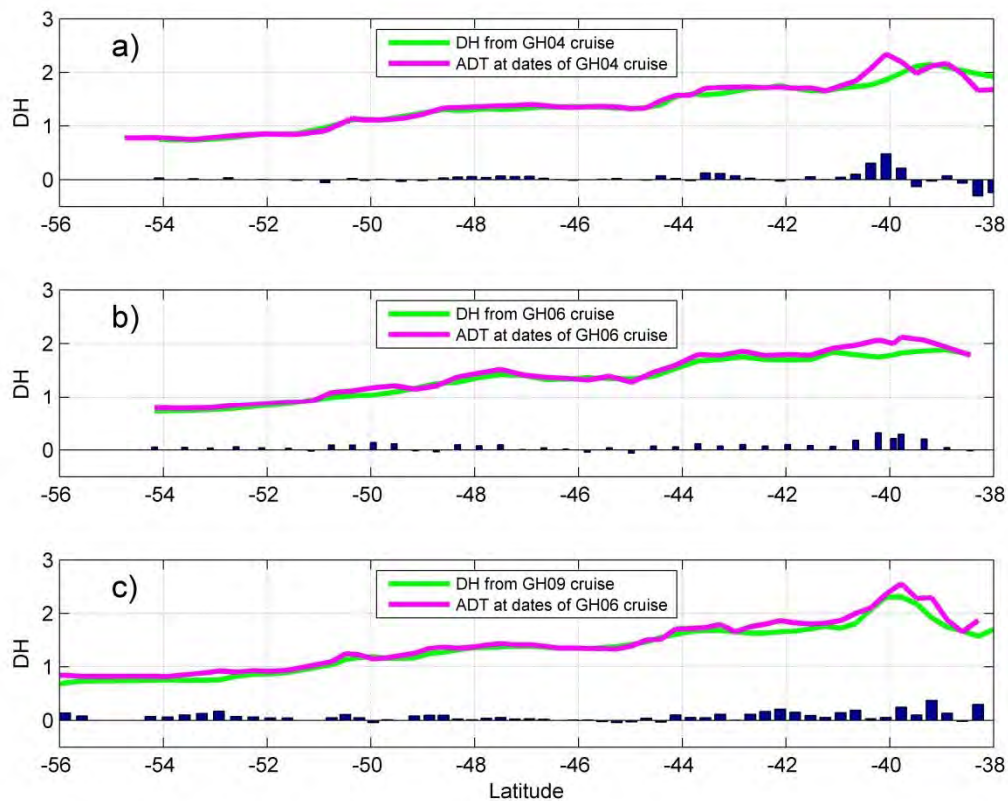 a)
DH from GH04 cruise
ADT at dates of GH04 cruise
DH
3
2
1
0
-56 -54 -52 -50 -48 -46 -44 -42 -40 -38
b)
DH from GH06 cruise
ADT at dates of GH06 cruise
DH
3
2
1
0
-56 -54 -52 -50 -48 -46 -44 -42 -40 -38
c)
DH from GH09 cruise
ADT at dates of GH06 cruise
DH
3
2
1
0
-56 -54 -52 -50 -48 -46 -44 -42 -40 -38
Latitude